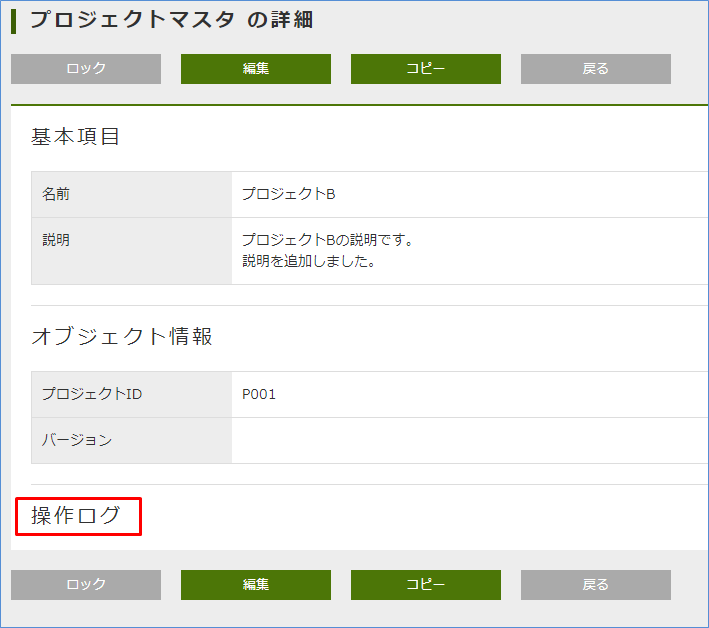 プロジェクトマスタ の詳細
ロック
編集
コピー
戻る
基本項目
名前
プロジェクトB
説明
プロジェクトBの説明です。
説明を追加しました。
オブジェクト情報
プロジェクトID
P001
バージョン
操作ログ
ロック
編集
コピー
戻る